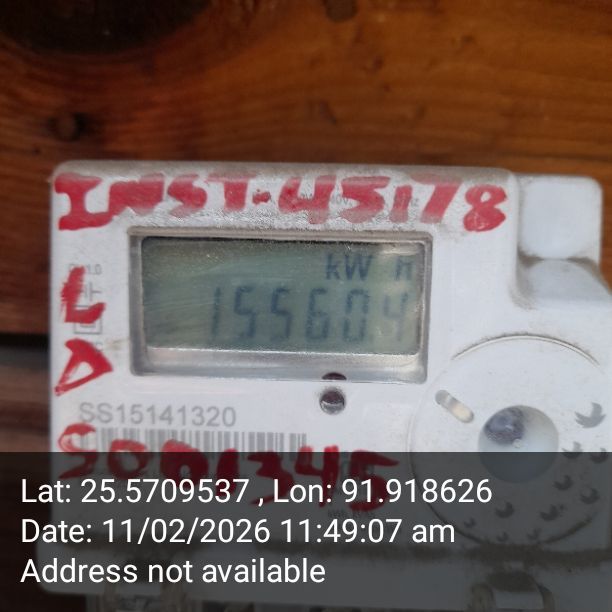 INST-45178
kW h
155604
L
D
SS15141320
S001345
Lat: 25.5709537 , Lon: 91.918626
Date: 11/02/2026 11:49:07 am
Address not available